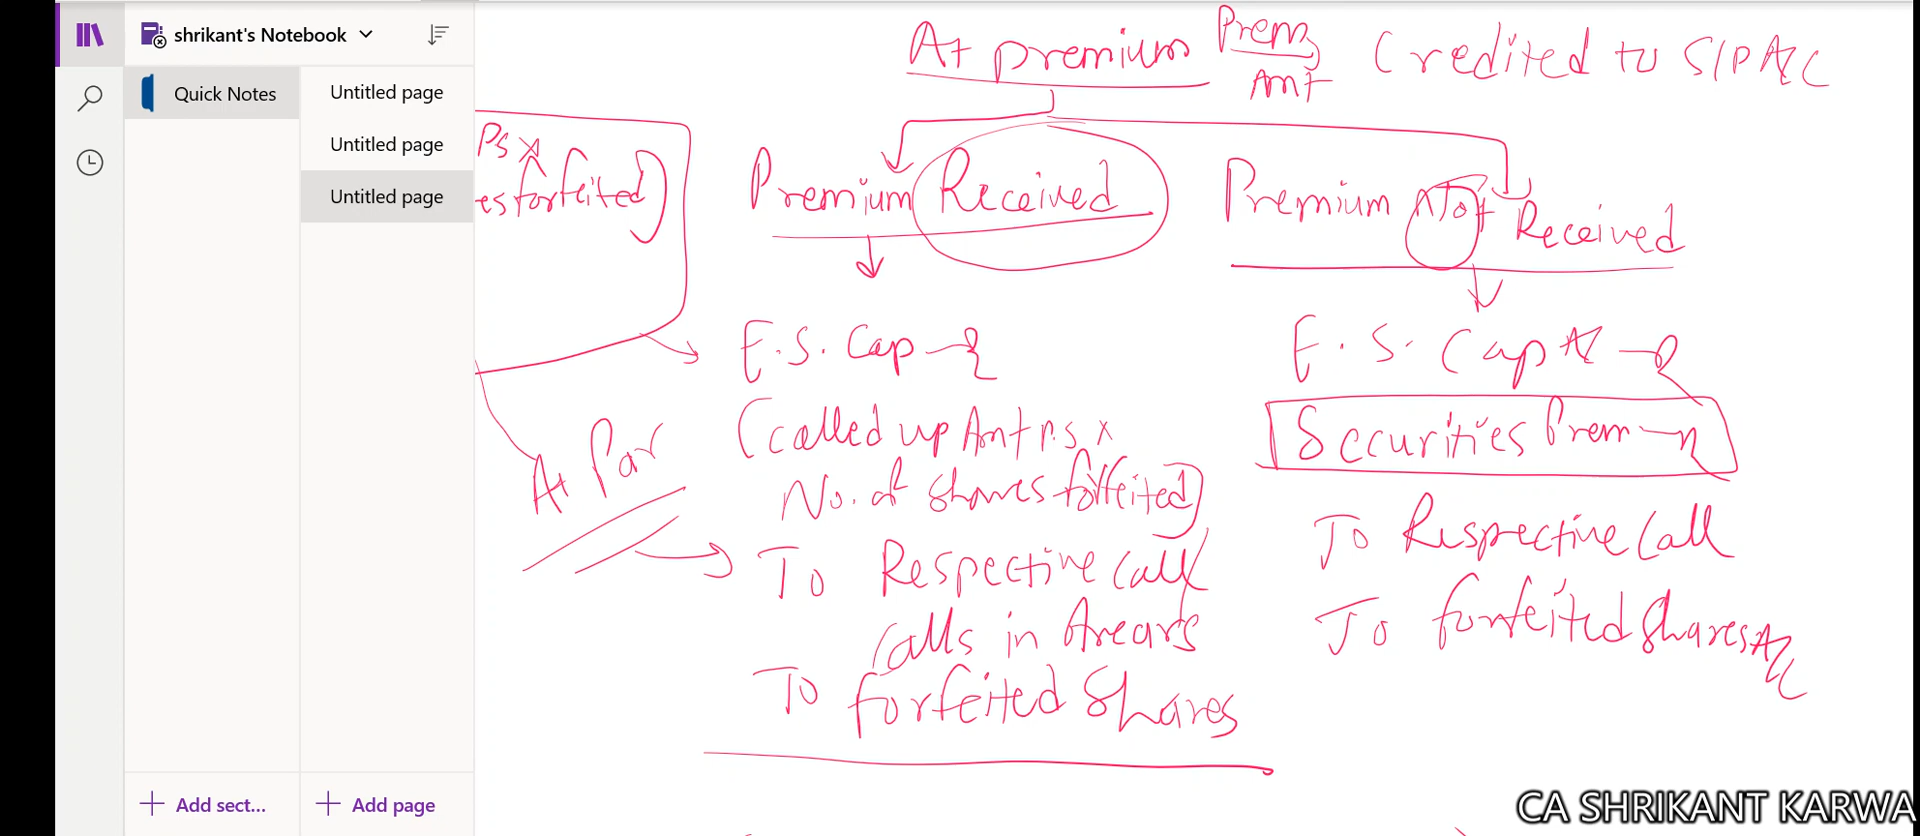 shrikant's Notebook
Quick Notes
Untitled page
Untitled page
Untitled page
Add sect...
Add page
At premium Prem Amt Credited to S/P A/c
Ps x
es forfeited)
At Par
Premium Received
E.S. Cap
(called up Amt P.S x
No. of Shares forfeited)
To Respective Call
Calls in Arears
To forfeited Shares
Premium Not Received
E.S. Cap A/c
Securities Prem
To Respective Call
To forfeited Shares A/c
CA SHRIKANT KARWA